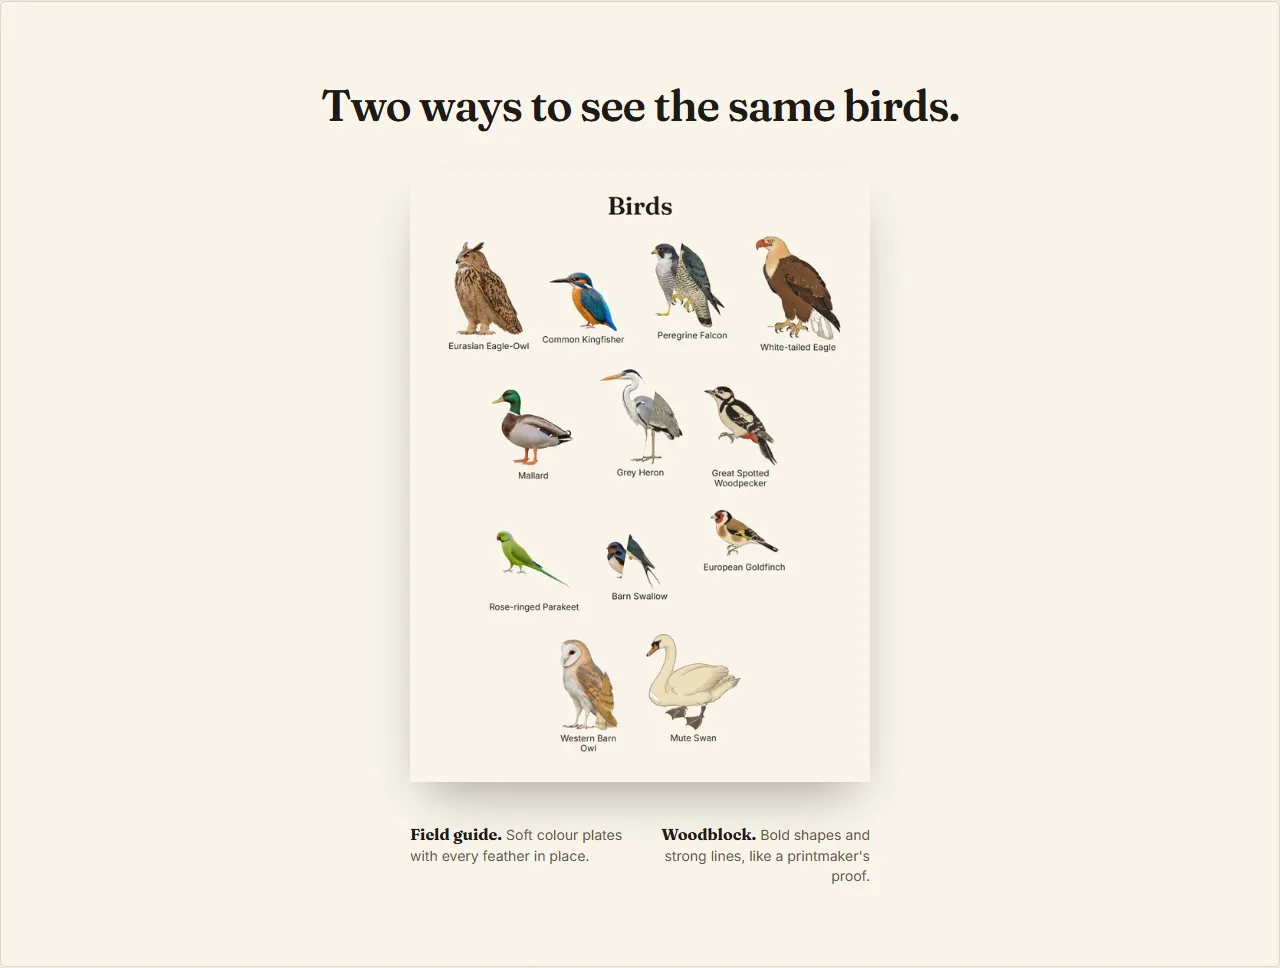 Two ways to see the same birds.
Birds
Eurasian Eagle-Owl
Common Kingfisher
Peregrine Falcon
White-tailed Eagle
Mallard
Grey Heron
Great Spotted
Woodpecker
Rose-ringed Parakeet
Barn Swallow
European Goldfinch
Western Barn
Owl
Mute Swan
Field guide. Soft colour plates
with every feather in place.
Woodblock. Bold shapes and
strong lines, like a printmaker's
proof.